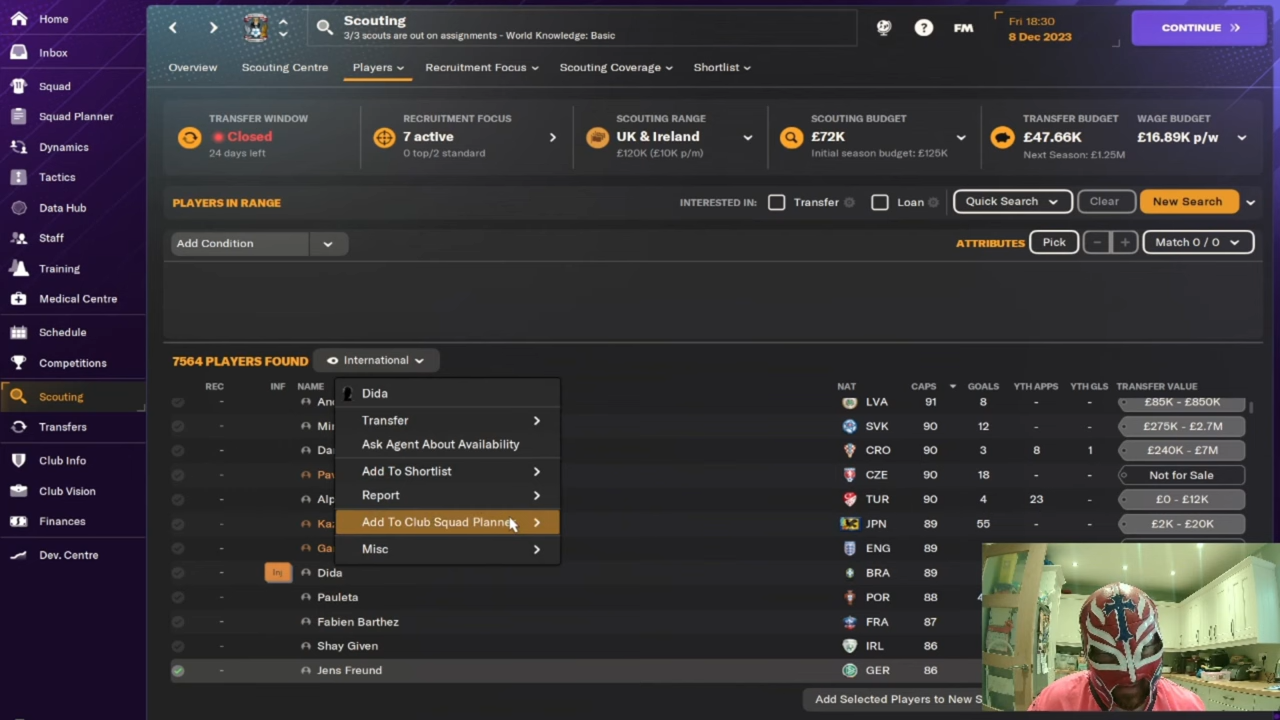 Home
Inbox
Squad
Squad Planner
Dynamics
Tactics
Data Hub
Staff
Training
Medical Centre
Schedule
Competitions
Scouting
Transfers
Club Info
Club Vision
Finances
Dev. Centre
Scouting
3/3 scouts are out on assignments - World Knowledge: Basic
?
FM
Fri 18:30
8 Dec 2023
CONTINUE
Overview
Scouting Centre
Players
Recruitment Focus
Scouting Coverage
Shortlist
TRANSFER WINDOW
Closed
24 days left
RECRUITMENT FOCUS
7 active
0 top/2 standard
SCOUTING RANGE
UK & Ireland
£120K (£10K p/m)
SCOUTING BUDGET
£72K
Initial season budget: £125K
TRANSFER BUDGET
£47.66K
Next Season: £1.25M
WAGE BUDGET
£16.89K p/w
PLAYERS IN RANGE
INTERESTED IN:
Transfer
Loan
Quick Search
Clear
New Search
Add Condition
ATTRIBUTES
Pick
- +
Match 0 / 0
7564 PLAYERS FOUND
International
REC INF NAME NAT CAPS GOALS YTH APPS YTH GLS TRANSFER VALUE
LVA 91 8 - - £85K - £850K
- SVK 90 12 - - £275K - £2.7M
- CRO 90 3 8 1 £240K - £7M
- CZE 90 18 - - Not for Sale
- TUR 90 4 23 - £0 - £12K
- JPN 89 55 - - £2K - £20K
- ENG 89
- Inj Dida BRA 89
- Pauleta POR 88
- Fabien Barthez FRA 87
- Shay Given IRL 86
- Jens Freund GER 86
Dida
Transfer
Ask Agent About Availability
Add To Shortlist
Report
Add To Club Squad Planne
Misc
Add Selected Players to New S